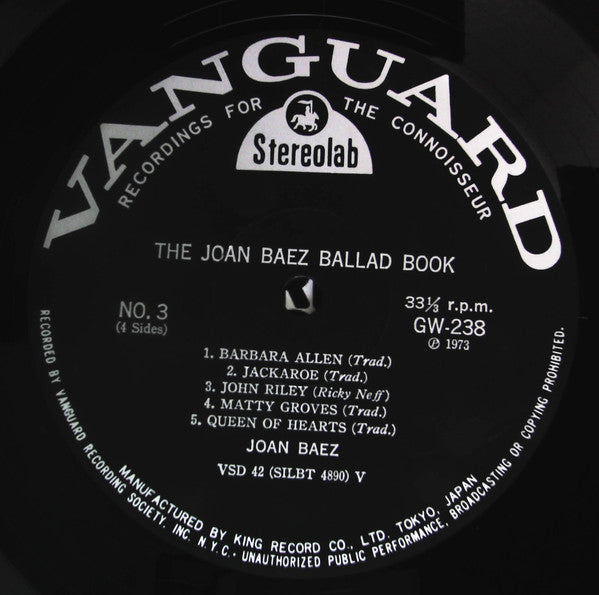 VANGUARD
RECORDINGS FOR THE CONNOISSEUR
Stereolab
THE JOAN BAEZ BALLAD BOOK
NO. 3
(4 Sides)
33⅓ r.p.m.
GW-238
℗ 1973
1. BARBARA ALLEN (Trad.)
2. JACKAROE (Trad.)
3. JOHN RILEY (Ricky Neff)
4. MATTY GROVES (Trad.)
5. QUEEN OF HEARTS (Trad.)
JOAN BAEZ
VSD 42 (SILBT 4890) V
MANUFACTURED BY KING RECORD CO., LTD. TOKYO, JAPAN
RECORDED BY VANGUARD RECORDING SOCIETY, INC. N.Y.C. · UNAUTHORIZED PUBLIC PERFORMANCE, BROADCASTING OR COPYING PROHIBITED.